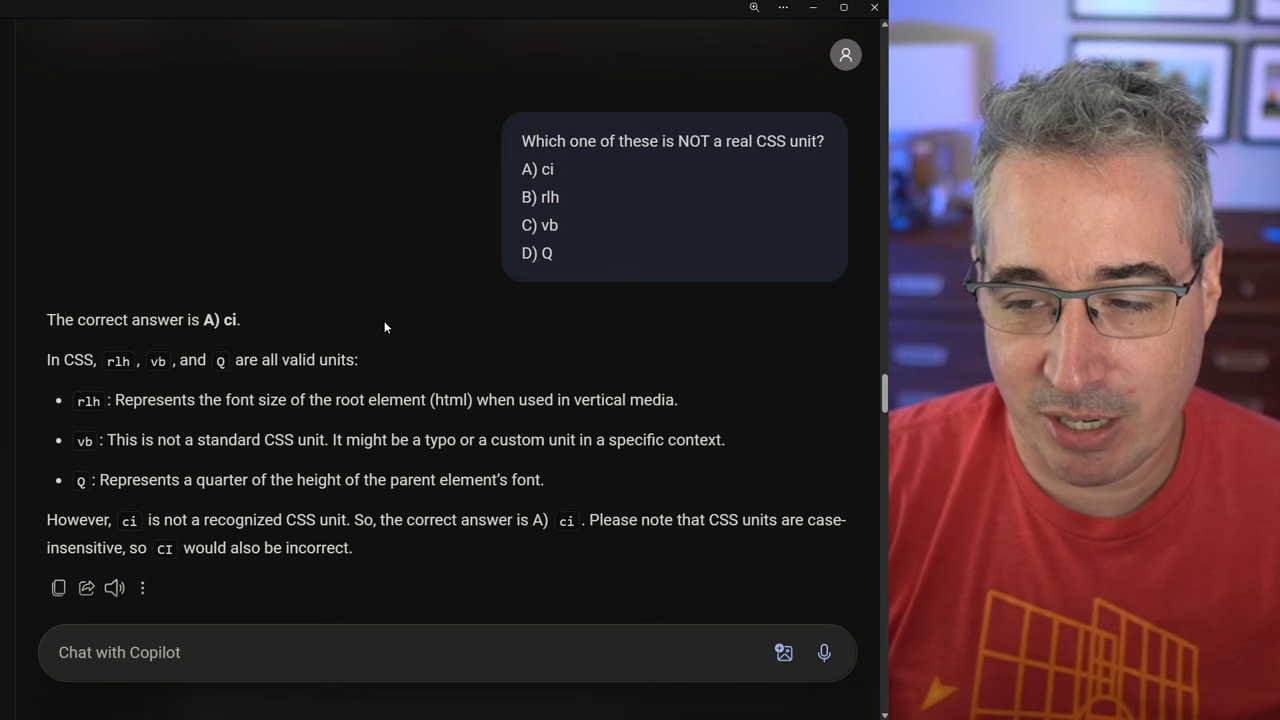 Which one of these is NOT a real CSS unit?
A) ci
B) rlh
C) vb
D) Q
The correct answer is A) ci.
In CSS, rlh , vb , and Q are all valid units:
• rlh : Represents the font size of the root element (html) when used in vertical media.
• vb : This is not a standard CSS unit. It might be a typo or a custom unit in a specific context.
• Q : Represents a quarter of the height of the parent element’s font.
However, ci is not a recognized CSS unit. So, the correct answer is A) ci . Please note that CSS units are case-
insensitive, so CI would also be incorrect.
Chat with Copilot